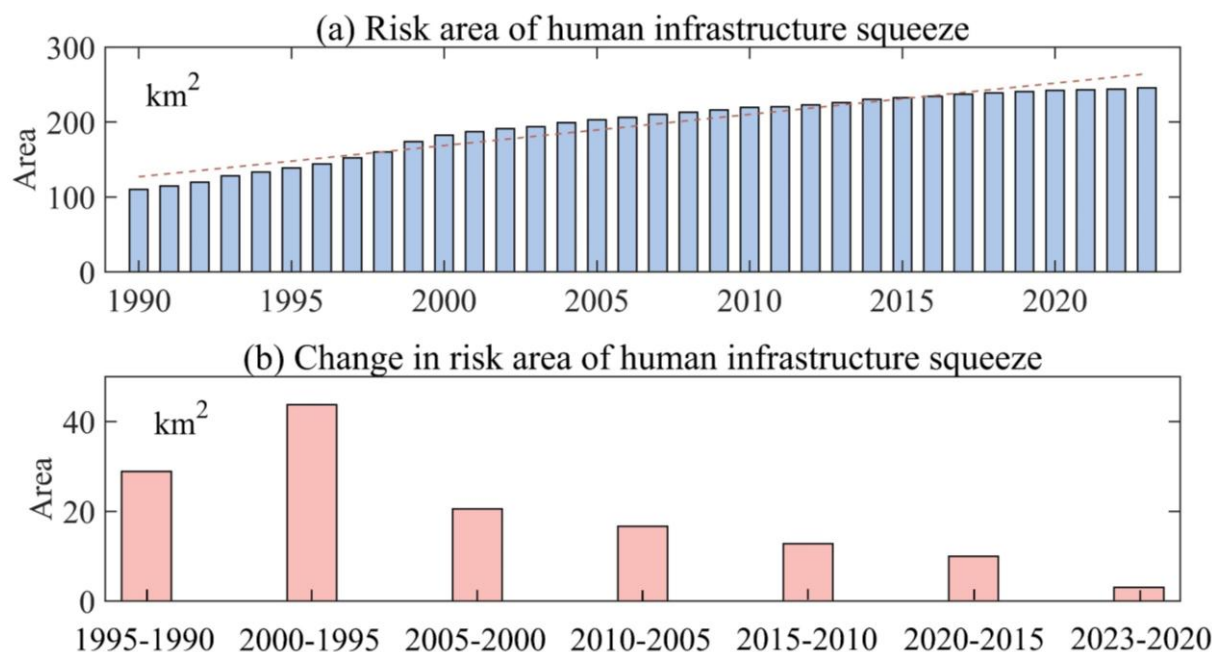 (a) Risk area of human infrastructure squeeze
300
km²
200
Area
100
0
1990 1995 2000 2005 2010 2015 2020
(b) Change in risk area of human infrastructure squeeze
km²
40
Area
20
0
1995-1990 2000-1995 2005-2000 2010-2005 2015-2010 2020-2015 2023-2020